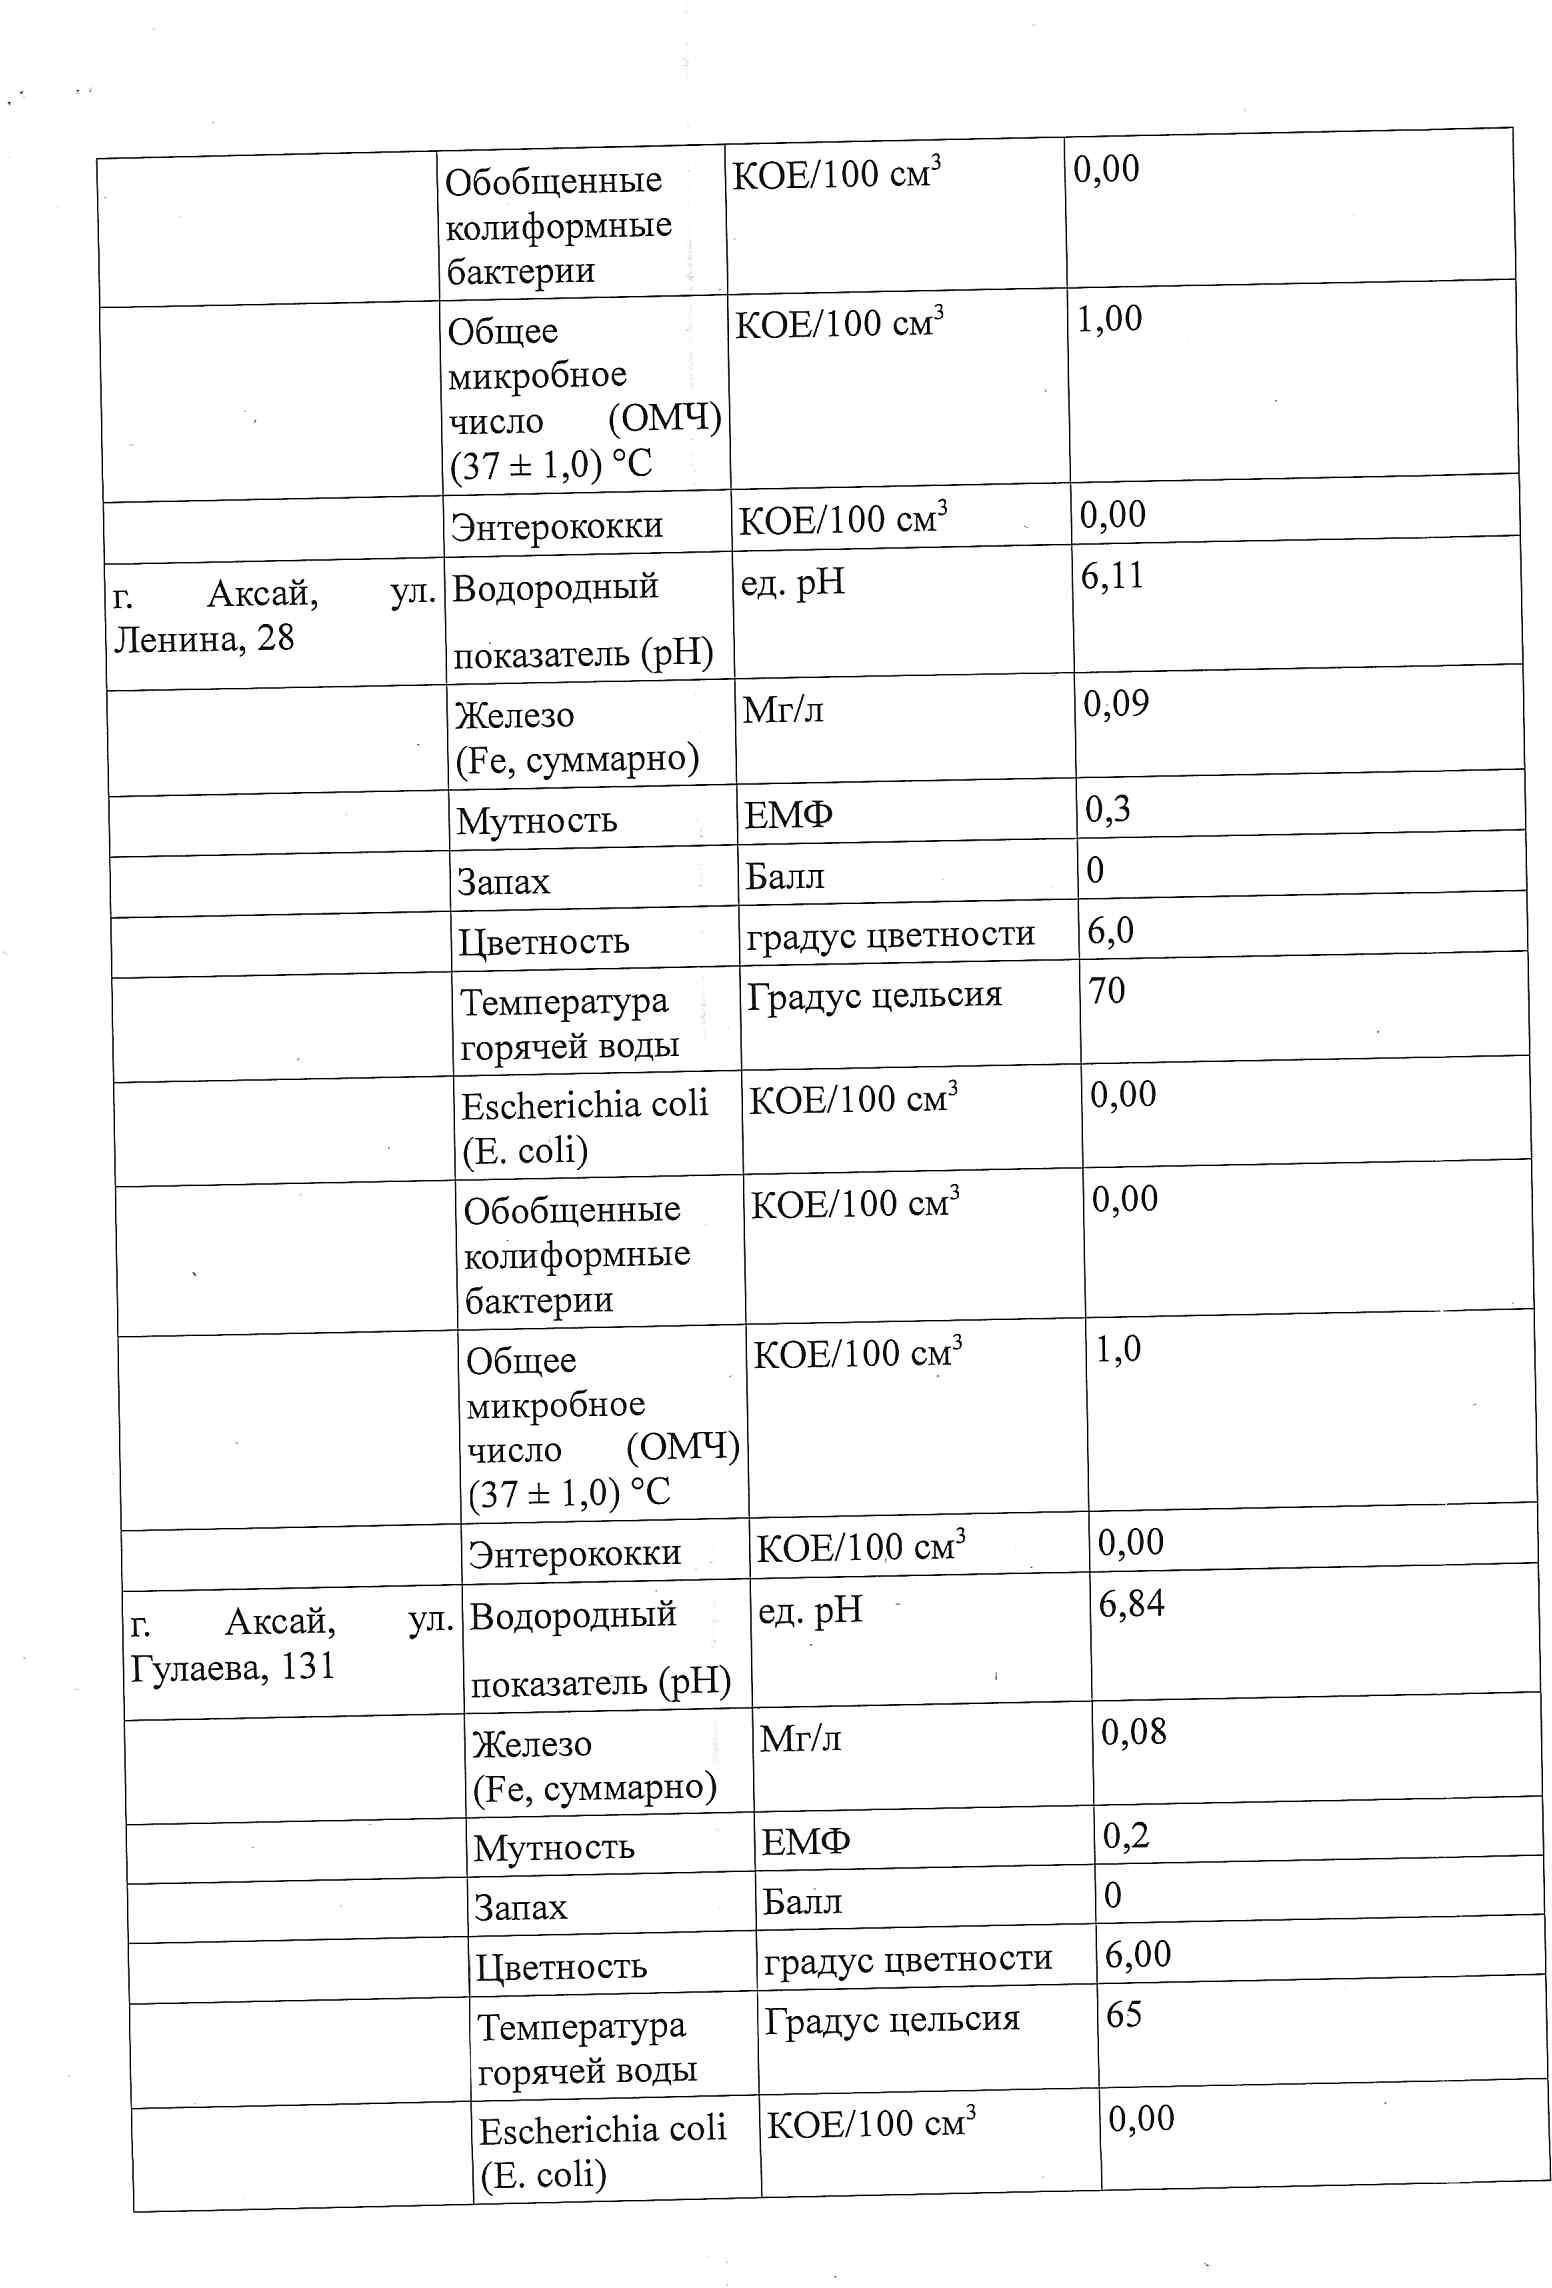 Обобщенные КОЕ/100 см³ 0,00
колиформные
бактерии
Общее КОЕ/100 см³ 1,00
микробное
число (ОМЧ)
(37 ± 1,0) °С
Энтерококки КОЕ/100 см³ 0,00
г. Аксай, ул. Водородный ед. pH 6,11
Ленина, 28 показатель (pH)
Железо Мг/л 0,09
(Fe, суммарно)
Мутность ЕМФ 0,3
Запах Балл 0
Цветность градус цветности 6,0
Температура Градус цельсия 70
горячей воды
Escherichia coli КОЕ/100 см³ 0,00
(E. coli)
Обобщенные КОЕ/100 см³ 0,00
колиформные
бактерии
Общее КОЕ/100 см³ 1,0
микробное
число (ОМЧ)
(37 ± 1,0) °С
Энтерококки КОЕ/100 см³ 0,00
г. Аксай, ул. Водородный ед. pH 6,84
Гулаева, 131 показатель (pH)
Железо Мг/л 0,08
(Fe, суммарно)
Мутность ЕМФ 0,2
Запах Балл 0
Цветность градус цветности 6,00
Температура Градус цельсия 65
горячей воды
Escherichia coli КОЕ/100 см³ 0,00
(E. coli)